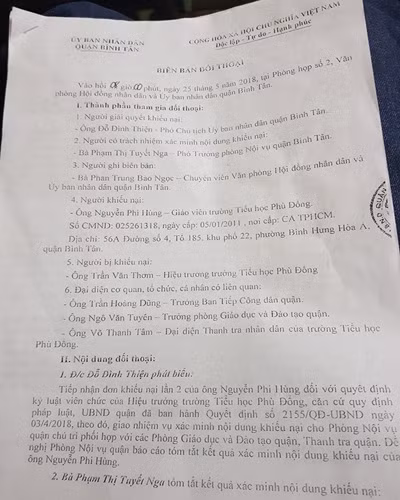 ỦY BAN NHÂN DÂN
QUẬN BÌNH TÂN
CỘNG HÒA XÃ HỘI CHỦ NGHĨA VIỆT NAM
Độc lập - Tự do - Hạnh phúc
BIÊN BẢN ĐỐI THOẠI
Vào hồi 08 giờ 00 phút, ngày 25 tháng 5 năm 2018, tại Phòng họp số 2, Văn
phòng Hội đồng nhân dân và Ủy ban nhân dân quận Bình Tân.
I. Thành phần tham gia đối thoại:
1. Người giải quyết khiếu nại:
- Ông Đỗ Đình Thiện - Phó Chủ tịch Ủy ban nhân dân quận Bình Tân.
2. Người có trách nhiệm xác minh nội dung khiếu nại:
- Bà Phạm Thị Tuyết Nga – Phó Trưởng phòng Nội vụ quận Bình Tân.
3. Người ghi biên bản:
- Bà Phan Trung Bảo Ngọc – Chuyên viên Văn phòng Hội đồng nhân dân và
Ủy ban nhân dân quận Bình Tân.
4. Người khiếu nại:
- Ông Nguyễn Phi Hùng – Giáo viên trường Tiểu học Phù Đổng.
Số CMND: 025261318, ngày cấp: 05/01/2011 , nơi cấp: CA TPHCM.
Địa chỉ: 56A Đường số 4, Tổ 185, khu phố 22, phường Bình Hưng Hòa A,
quận Bình Tân.
5. Người bị khiếu nại:
- Ông Trần Văn Thơm – Hiệu trưởng trường Tiểu học Phù Đổng
6. Đại diện cơ quan, tổ chức, cá nhân có liên quan:
- Ông Trần Hoàng Dũng – Trưởng Ban Tiếp Công dân quận.
- Ông Ngô Văn Tuyên – Trưởng phòng Giáo dục và Đào tạo quận.
- Ông Võ Thanh Tâm – Đại diện Thanh tra nhân dân của trường Tiểu học
Phù Đổng.
II. Nội dung đối thoại:
1. Đ/c Đỗ Đình Thiện phát biểu:
Tiếp nhận đơn khiếu nại lần 2 của ông Nguyễn Phi Hùng đối với quyết định
kỷ luật viên chức của Hiệu trưởng trường Tiểu học Phù Đổng, căn cứ quy định
pháp luật, UBND quận đã ban hành Quyết định số 2155/QĐ-UBND ngày
03/4/2018, theo đó, giao nhiệm vụ xác minh nội dung khiếu nại cho Phòng Nội vụ
quận chủ trì phối hợp với các Phòng Giáo dục và Đào tạo quận, Thanh tra quận. Đề
nghị Phòng Nội vụ quận báo cáo tóm tắt kết quả xác minh nội dung khiếu nại của
ông Nguyễn Phi Hùng.
2. Bà Phạm Thị Tuyết Nga tóm tắt kết quả xác minh nội dung khiếu nại: